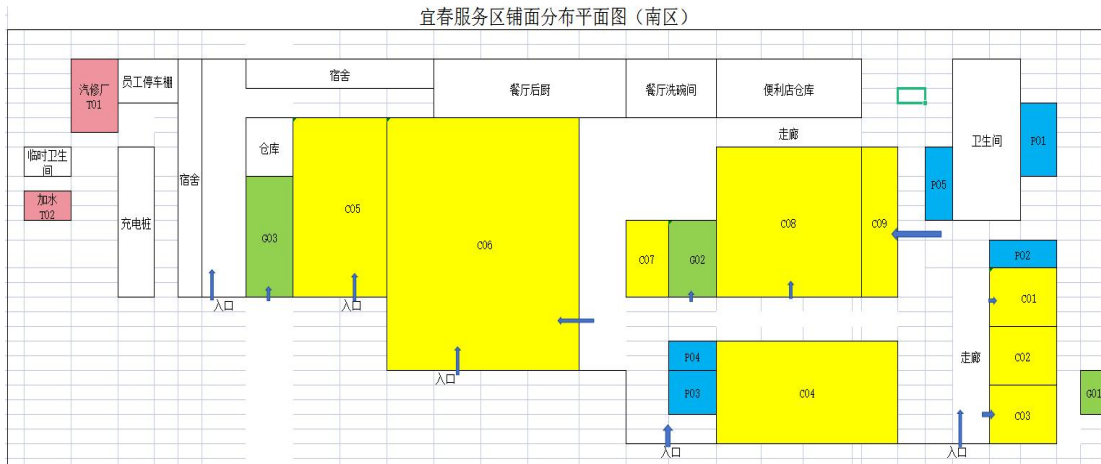 宜春服务区铺面分布平面图（南区）
汽修厂
T01
员工停车棚
宿舍
餐厅后厨
餐厅洗碗间
便利店仓库
卫生间
P01
临时卫生
间
加水
T02
充电桩
宿舍
仓库
G03
C05
C06
走廊
C07
G02
C08
C09
P05
P02
C01
C02
C03
走廊
G01
P04
P03
C04
入口
入口
入口
入口
入口